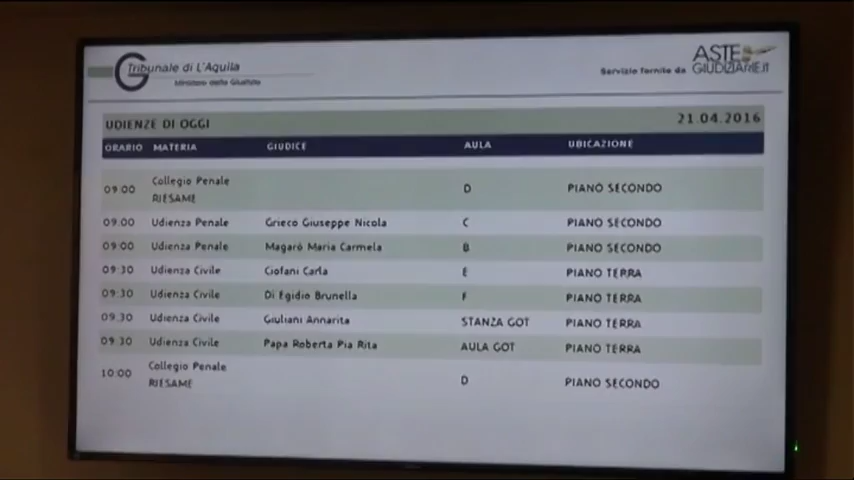 Tribunale di L'Aquila
Ministero della Giustizia
Servizio fornito da ASTE GIUDIZIARIE.IT
UDIENZE DI OGGI 21.04.2016
ORARIO MATERIA GIUDICE AULA UBICAZIONE
09:00 Collegio Penale RIESAME D PIANO SECONDO
09:00 Udienza Penale Grieco Giuseppe Nicola C PIANO SECONDO
09:00 Udienza Penale Magarò Maria Carmela B PIANO SECONDO
09:30 Udienza Civile Ciofani Carla E PIANO TERRA
09:30 Udienza Civile Di Egidio Brunella F PIANO TERRA
09:30 Udienza Civile Giuliani Annarita STANZA GOT PIANO TERRA
09:30 Udienza Civile Papa Roberta Pia Rita AULA GOT PIANO TERRA
10:00 Collegio Penale RIESAME D PIANO SECONDO